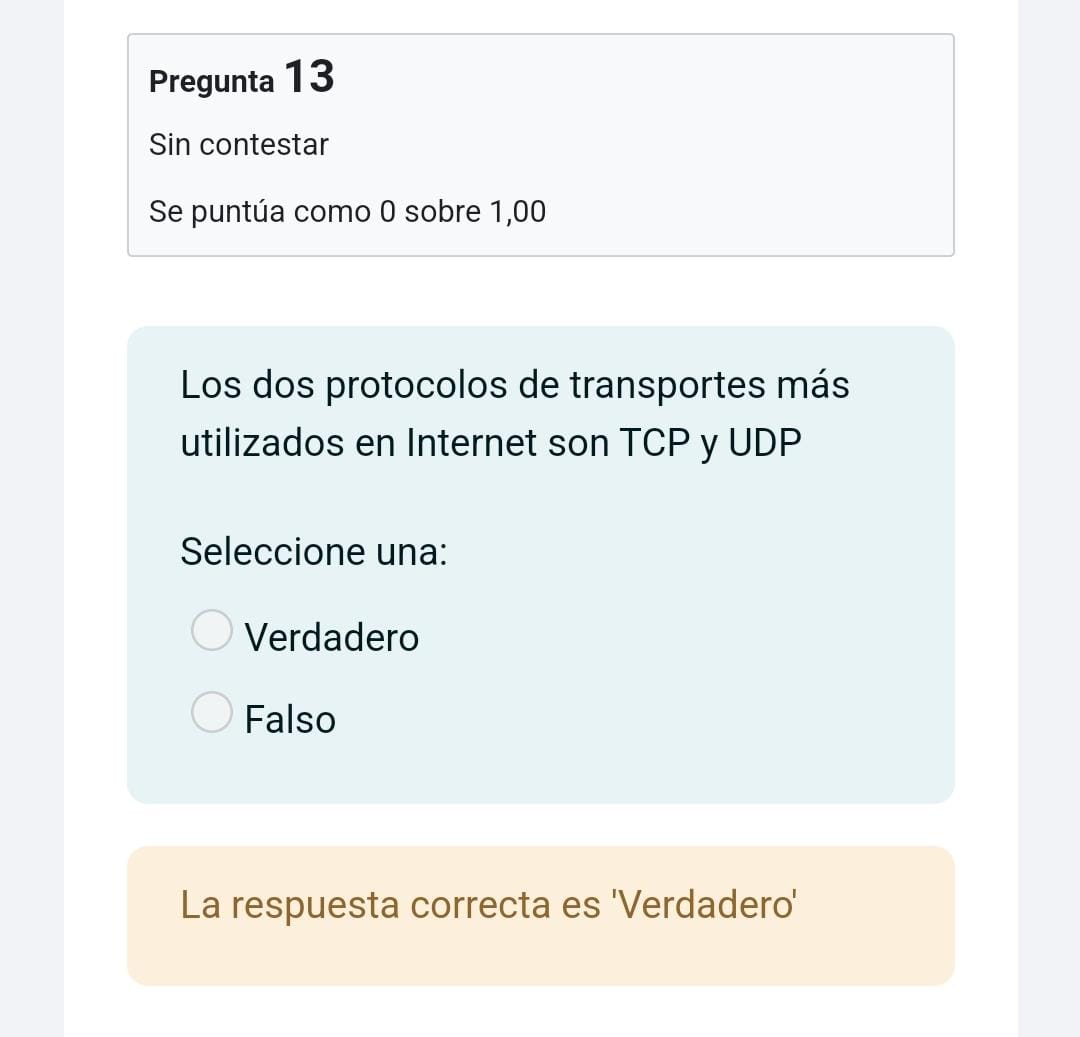 Pregunta 13
Sin contestar
Se puntúa como 0 sobre 1,00
Los dos protocolos de transportes más
utilizados en Internet son TCP y UDP
Seleccione una:
Verdadero
Falso
La respuesta correcta es 'Verdadero'